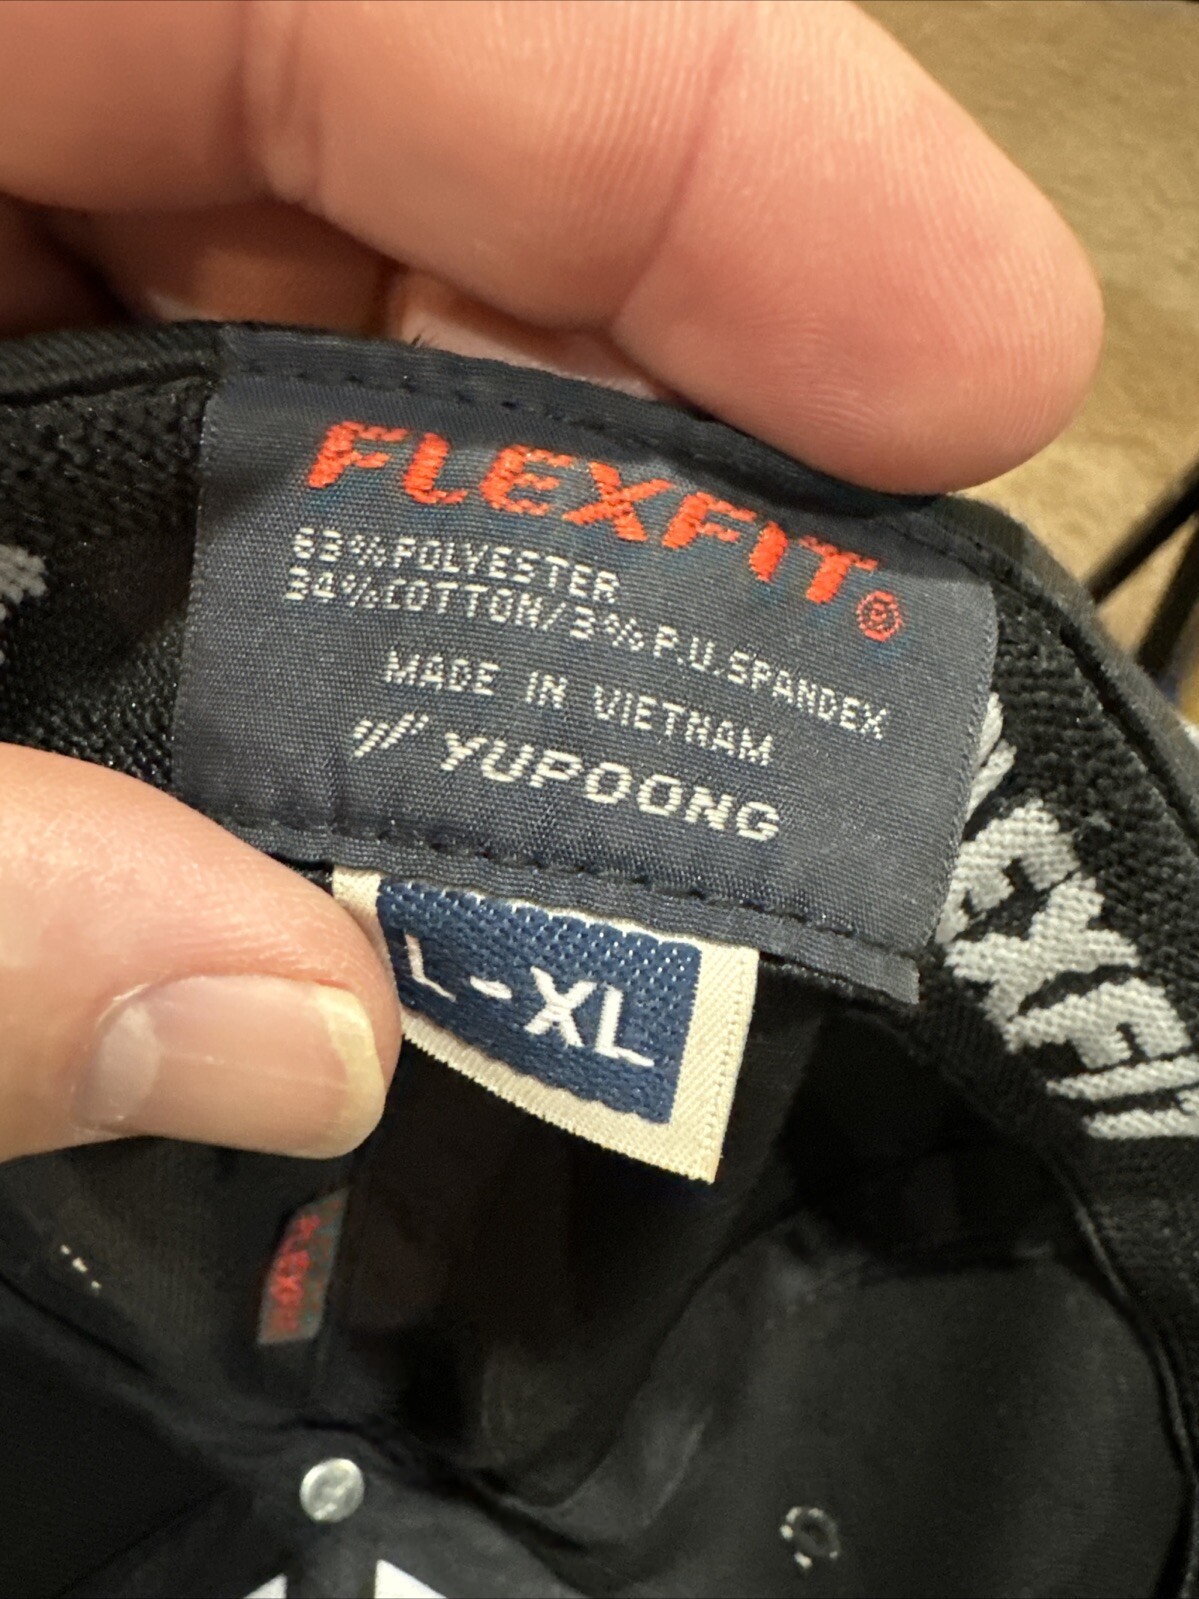 FLEXFIT®
63%POLYESTER
34%COTTON/3%P.U.SPANDEX
MADE IN VIETNAM
YUPOONG
L-XL